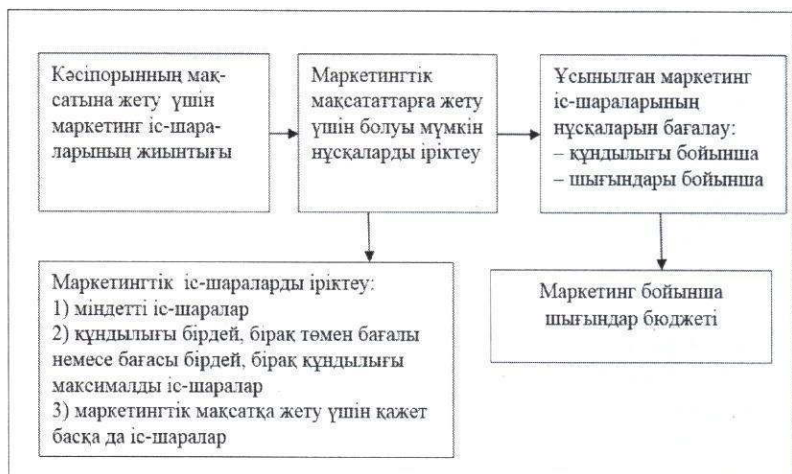 Кәсіпорынның мақ-
сатына жету үшін
маркетинг іс-шара-
ларының жиынтығы
Маркетингтік
мақсататтарға жету
үшін болуы мүмкін
нұсқаларды іріктеу
Ұсынылған маркетинг
іс-шараларының
нұсқаларын бағалау:
– құндылығы бойынша
– шығындары бойынша
Маркетингтік іс-шараларды іріктеу:
1) міндетті іс-шаралар
2) құндылығы бірдей, бірақ төмен бағалы
немесе бағасы бірдей, бірақ құндылығы
максималды іс-шаралар
3) маркетингтік мақсатқа жету үшін қажет
басқа да іс-шаралар
Маркетинг бойынша
шығындар бюджеті